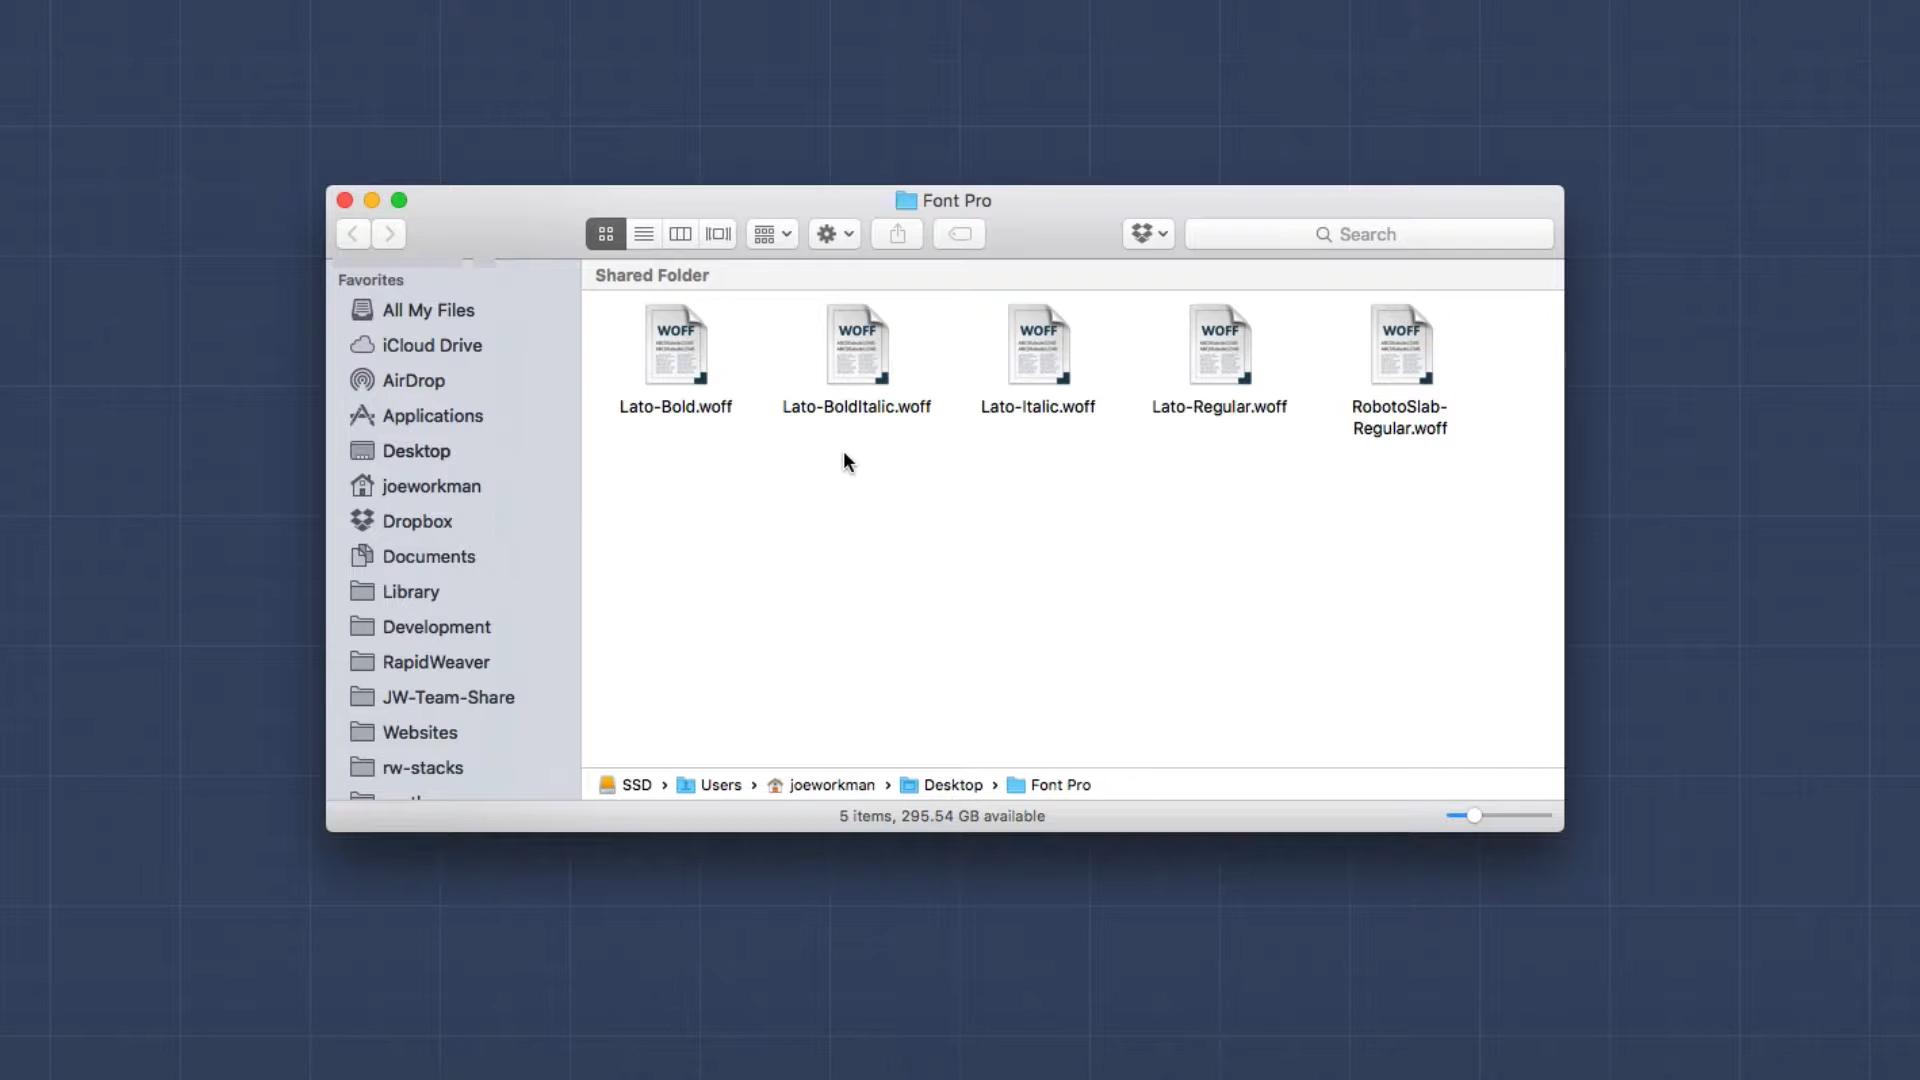 Font Pro
Search
Favorites
All My Files
iCloud Drive
AirDrop
Applications
Desktop
joeworkman
Dropbox
Documents
Library
Development
RapidWeaver
JW-Team-Share
Websites
rw-stacks
Shared Folder
WOFF WOFF WOFF WOFF WOFF
Lato-Bold.woff Lato-BoldItalic.woff Lato-Italic.woff Lato-Regular.woff RobotoSlab-
Regular.woff
SSD › Users › joeworkman › Desktop › Font Pro
5 items, 295.54 GB available